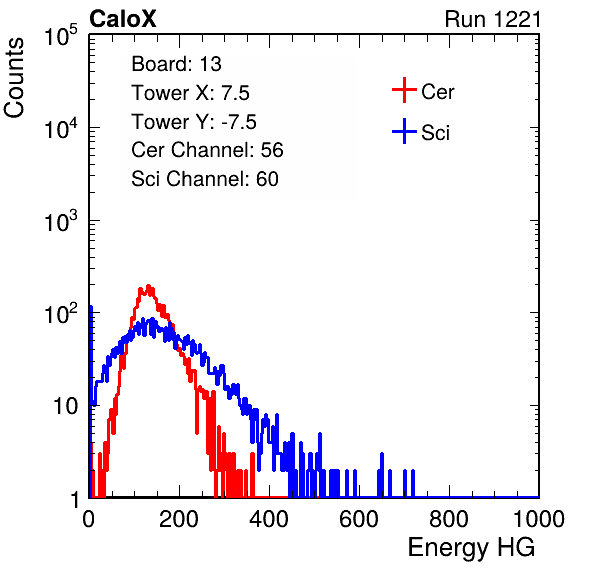 CaloX Run 1221
Counts
10^5
10^4
10^3
10^2
10
1
Board: 13
Tower X: 7.5
Tower Y: -7.5
Cer Channel: 56
Sci Channel: 60
Cer
Sci
0 200 400 600 800 1000
Energy HG